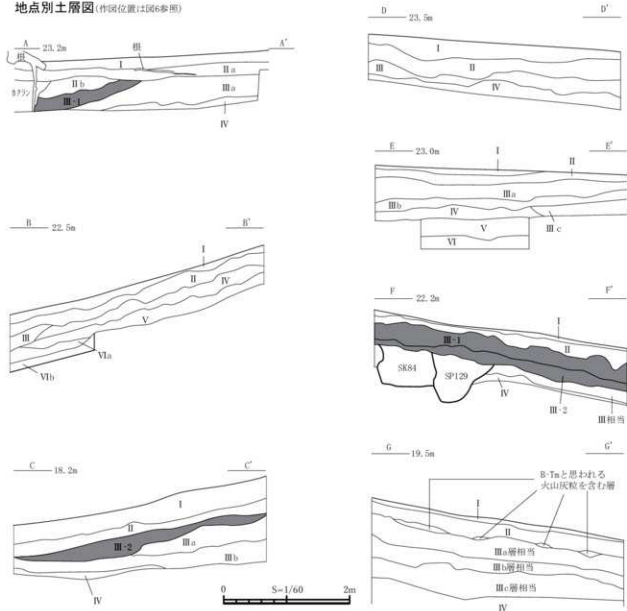 地点別土層図(作図位置は図6参照)
A 23.2m A'
根
根
I
Ⅱa
Ⅱb
カクラン
Ⅲ-1
Ⅲa
Ⅳ
B 22.5m B'
I
Ⅱ
Ⅳ
Ⅲ
Ⅴ
Ⅵa
Ⅵb
C 18.2m C'
I
Ⅱ
Ⅲ-2
Ⅲa
Ⅲb
Ⅳ
D 23.5m D'
I
Ⅲ
Ⅱ
Ⅳ
E 23.0m E'
I
Ⅱ
Ⅲa
Ⅲb
Ⅳ
Ⅲc
Ⅴ
Ⅵ
F 22.2m F'
I
Ⅲ-1
Ⅱ
SK84
SP129
Ⅳ
Ⅲ-2
Ⅲ相当
G 19.5m G'
B-Tmと思われる
火山灰粒を含む層
I
Ⅱ
Ⅲa層相当
Ⅲb層相当
Ⅲc層相当
Ⅳ
0 S=1/60 2m